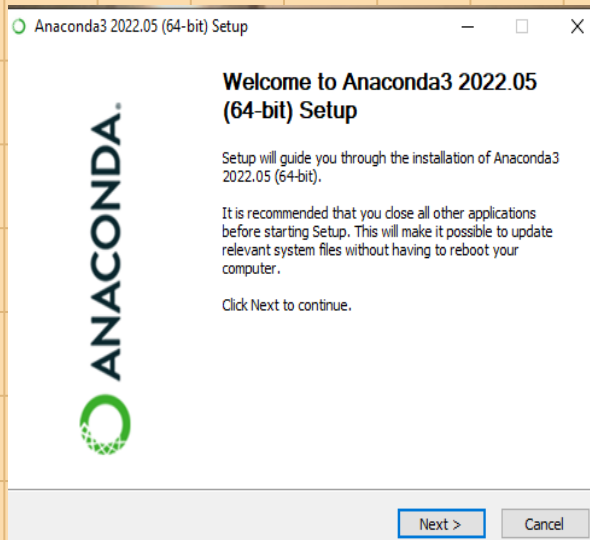 Anaconda3 2022.05 (64-bit) Setup
ANACONDA.
Welcome to Anaconda3 2022.05
(64-bit) Setup
Setup will guide you through the installation of Anaconda3
2022.05 (64-bit).
It is recommended that you close all other applications
before starting Setup. This will make it possible to update
relevant system files without having to reboot your
computer.
Click Next to continue.
Next >
Cancel